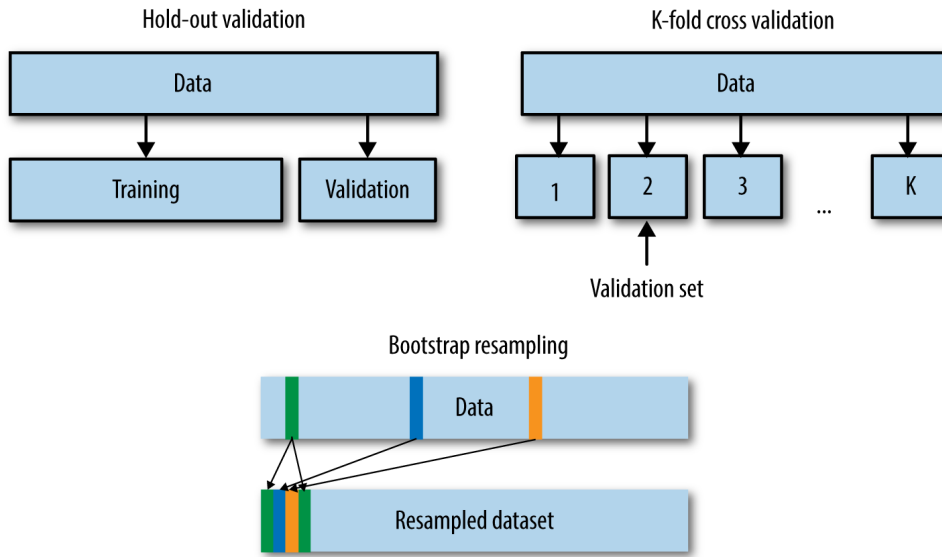 Hold-out validation
Data
Training
Validation
K-fold cross validation
Data
1
2
3
...
K
Validation set
Bootstrap resampling
Data
Resampled dataset